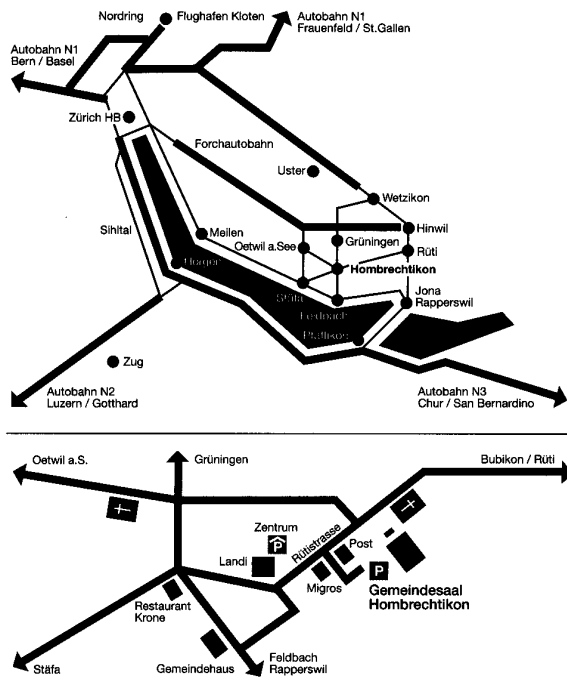 Nordring
Flughafen Kloten
Autobahn N1
Frauenfeld / St.Gallen
Autobahn N1
Bern / Basel
Zürich HB
Forchautobahn
Uster
Wetzikon
Sihltal
Meilen
Oetwil a.See
Grüningen
Hinwil
Rüti
Horgen
Hombrechtikon
Stäfa
Jona
Rapperswil
Feldbach
Pfäffikon
Zug
Autobahn N2
Luzern / Gotthard
Autobahn N3
Chur / San Bernardino
Oetwil a.S.
Grüningen
Bubikon / Rüti
Zentrum
P
Rütistrasse
Landi
Post
Migros
P
Gemeindesaal
Hombrechtikon
Restaurant
Krone
Stäfa
Gemeindehaus
Feldbach
Rapperswil